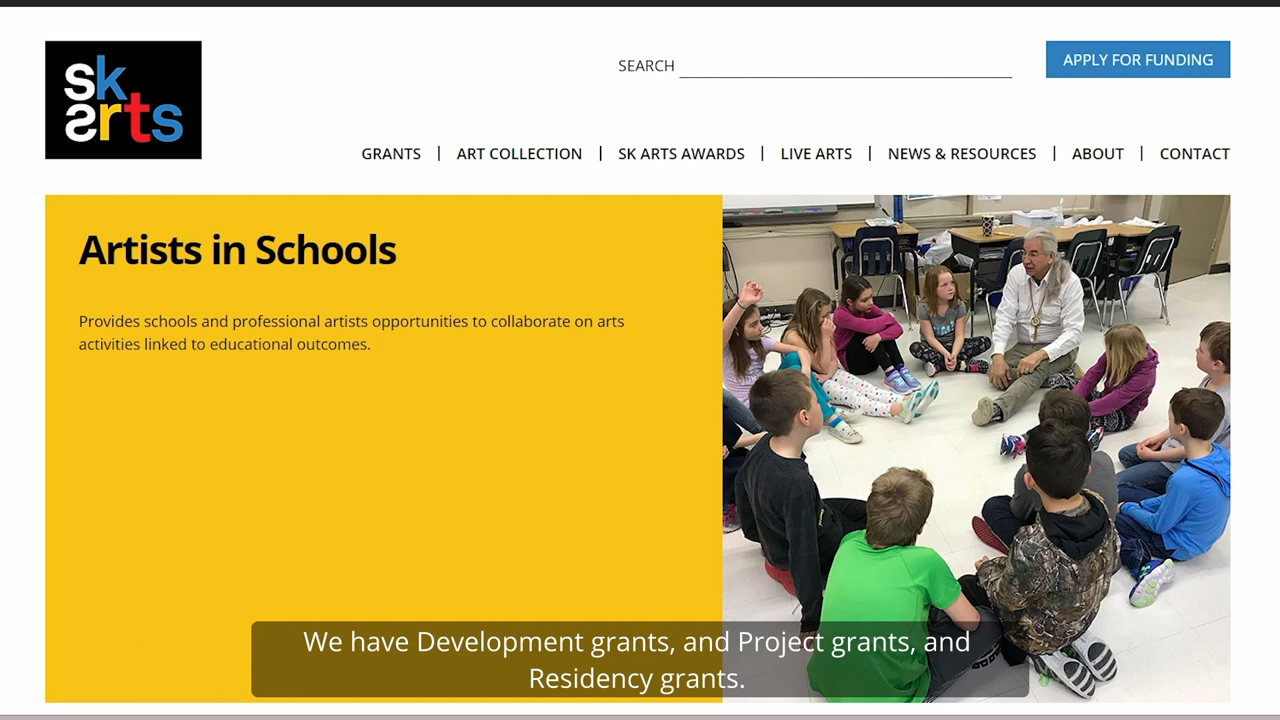 sk
arts
SEARCH
APPLY FOR FUNDING
GRANTS | ART COLLECTION | SK ARTS AWARDS | LIVE ARTS | NEWS & RESOURCES | ABOUT | CONTACT
Artists in Schools
Provides schools and professional artists opportunities to collaborate on arts
activities linked to educational outcomes.
We have Development grants, and Project grants, and
Residency grants.